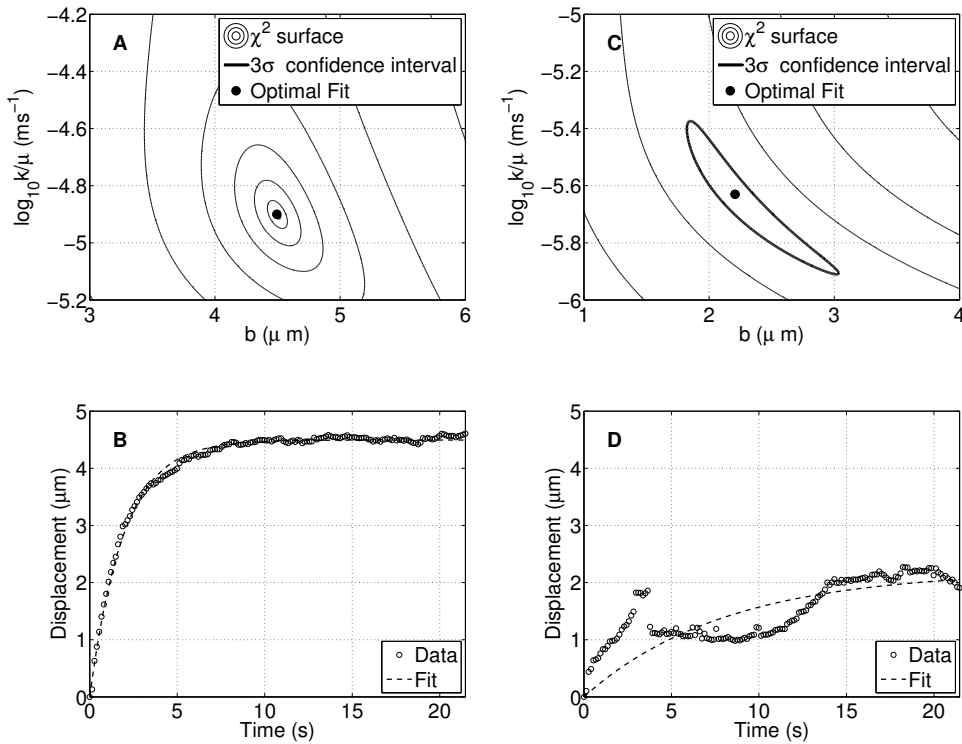 A
χ² surface
3σ confidence interval
Optimal Fit
−4.2
−4.4
−4.6
−4.8
−5
−5.2
log₁₀k/μ (ms⁻¹)
3 4 5 6
b (μ m)
C
χ² surface
3σ confidence interval
Optimal Fit
−5
−5.2
−5.4
−5.6
−5.8
−6
log₁₀k/μ (ms⁻¹)
1 2 3 4
b (μ m)
B
5
4
3
2
1
0
Displacement (μm)
Data
Fit
0 5 10 15 20
Time (s)
D
5
4
3
2
1
0
Displacement (μm)
Data
Fit
0 5 10 15 20
Time (s)